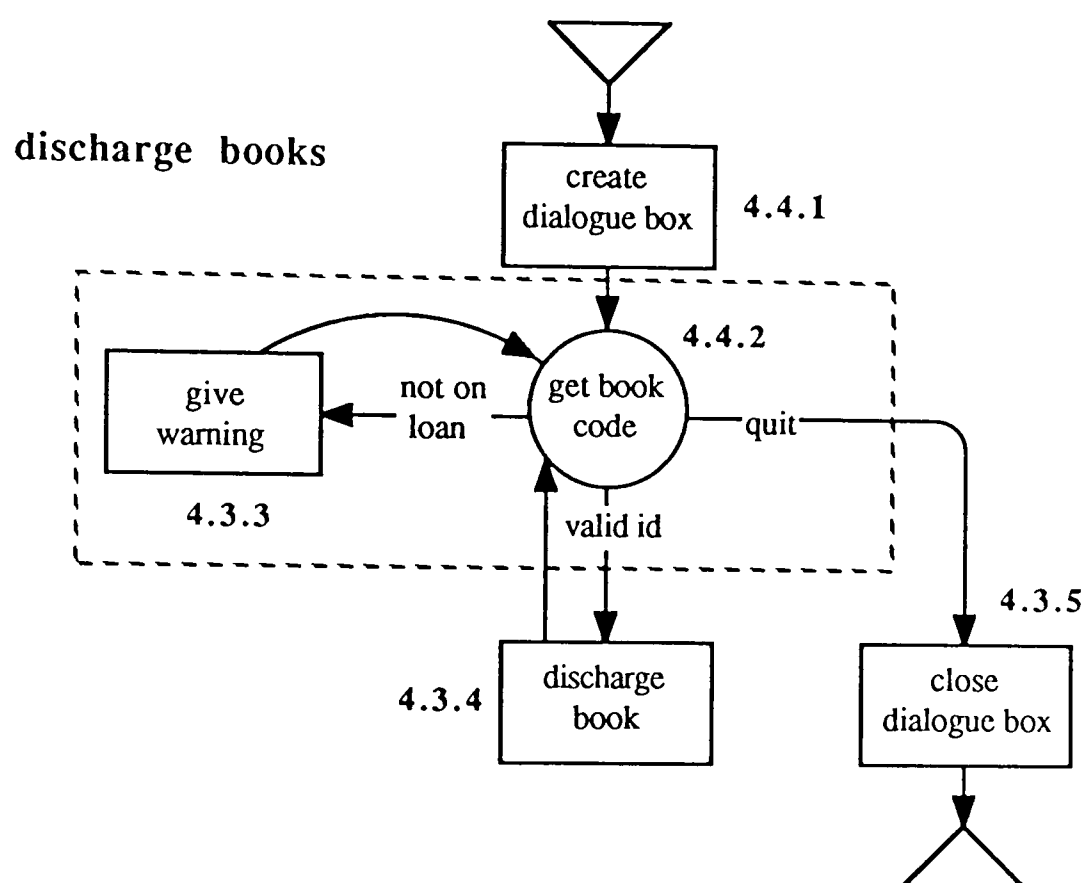 discharge books
create
dialogue box
4.4.1
4.4.2
give
warning
not on
loan
get book
code
quit
4.3.3
valid id
4.3.5
4.3.4
discharge
book
close
dialogue box